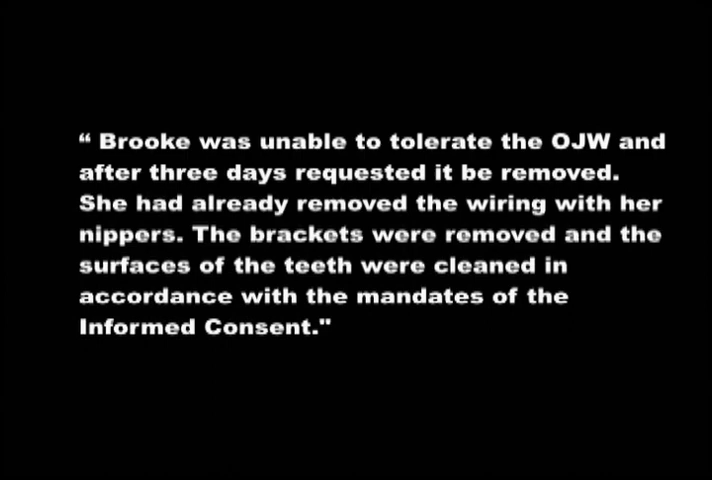 “ Brooke was unable to tolerate the OJW and
after three days requested it be removed.
She had already removed the wiring with her
nippers. The brackets were removed and the
surfaces of the teeth were cleaned in
accordance with the mandates of the
Informed Consent."